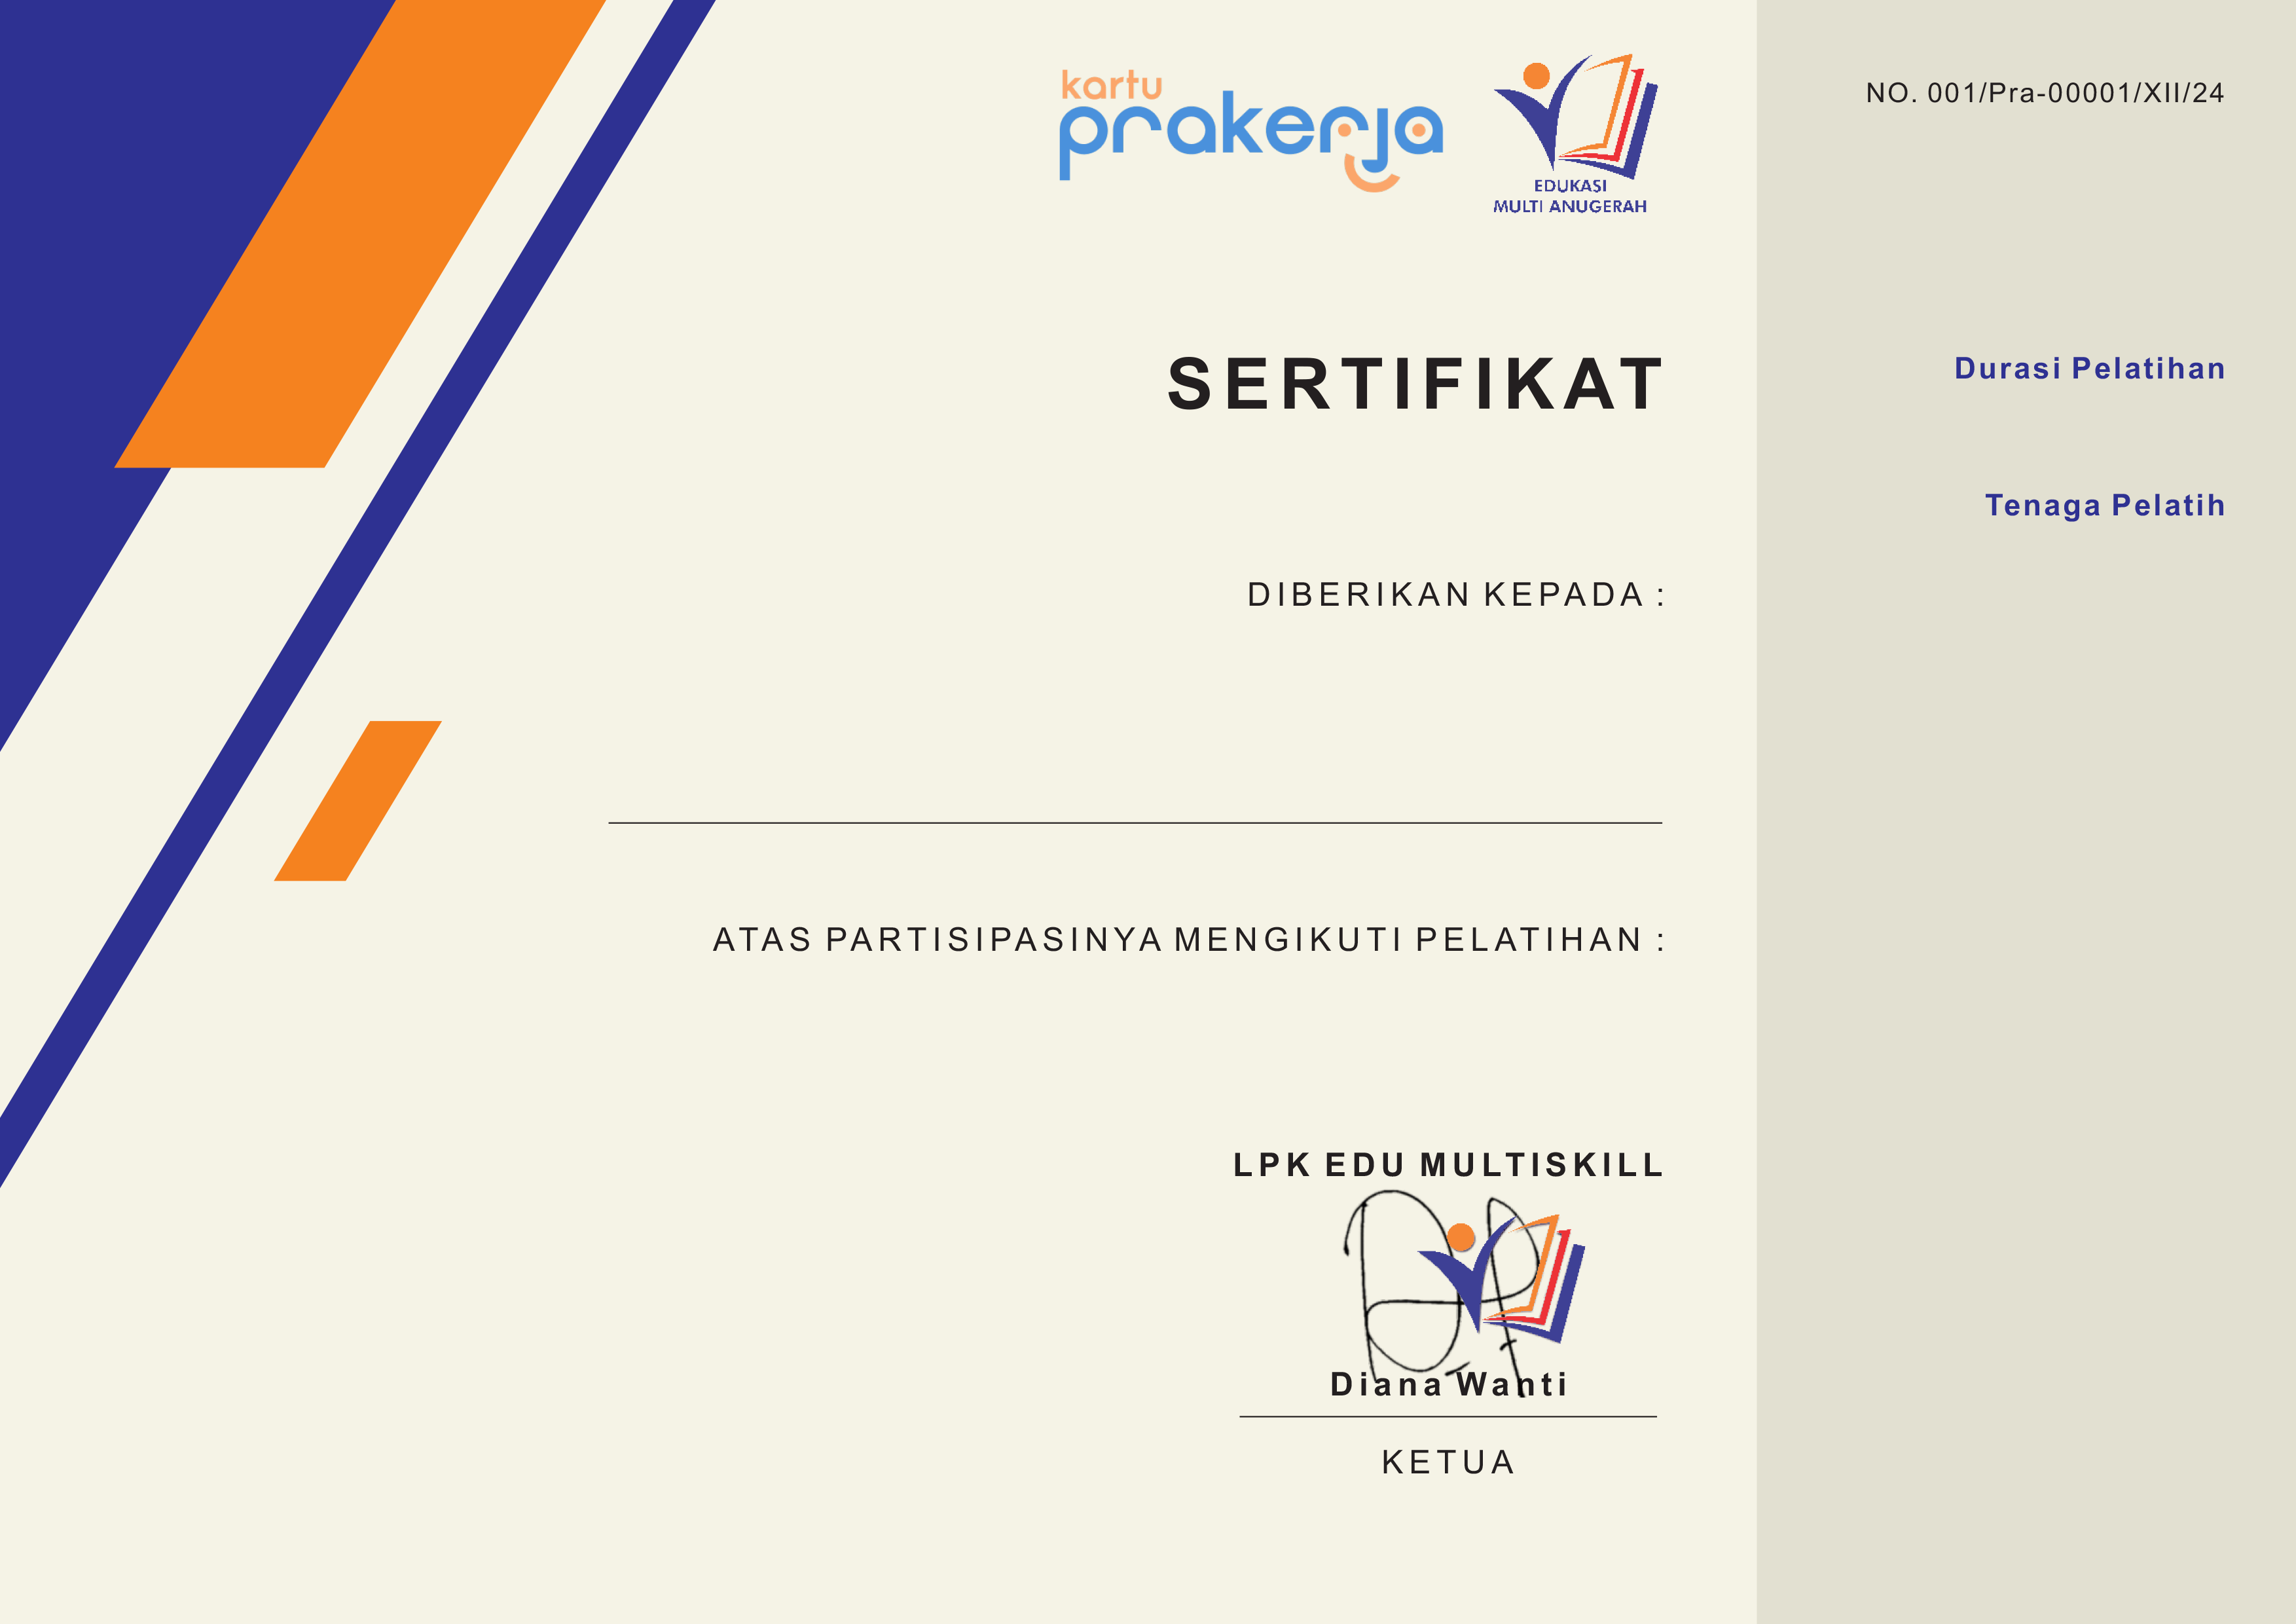 kartu
prakerja
EDUKASI
MULTI ANUGERAH
NO. 001/Pra-00001/XII/24
SERTIFIKAT
Durasi Pelatihan
Tenaga Pelatih
DIBERIKAN KEPADA :
ATAS PARTISIPASINYA MENGIKUTI PELATIHAN :
LPK EDU MULTISKILL
Diana Wanti
KETUA